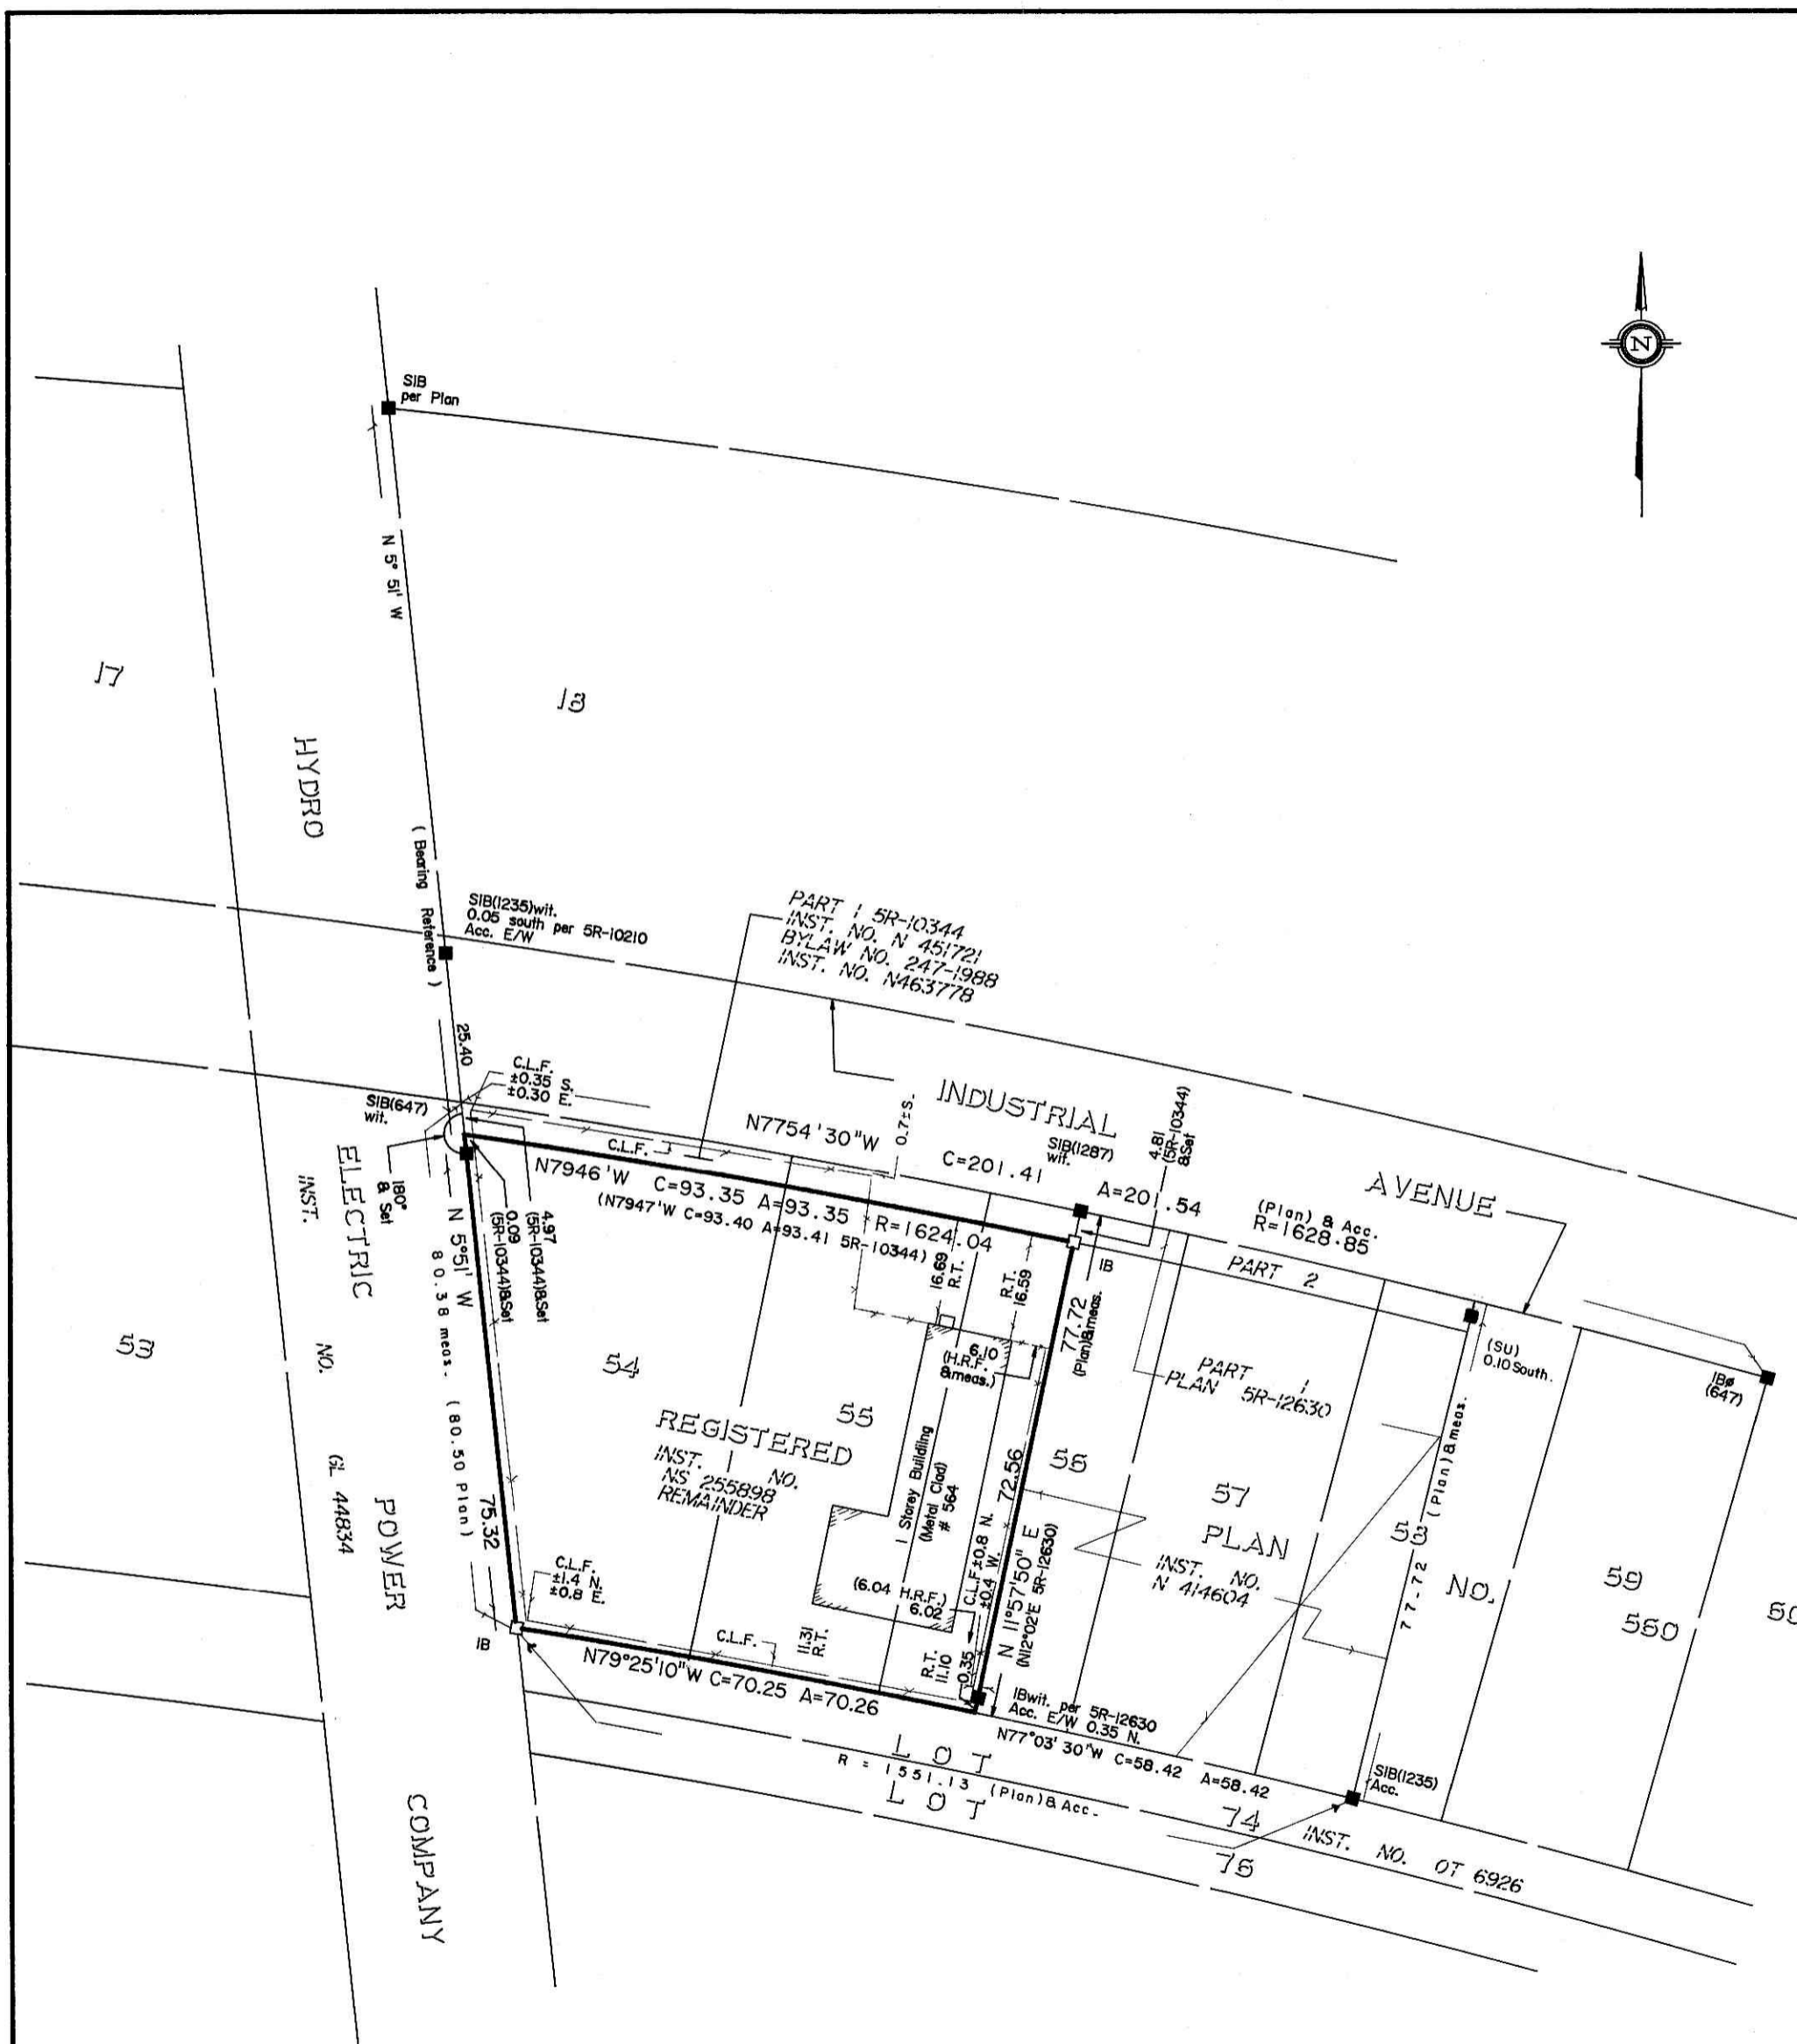 N
SIB
per Plan
N 5° 51' W
( Bearing Reference )
17
18
HYDRO
ELECTRIC
POWER
COMPANY
INST. NO. GL 44834
SIB(1235)wit.
0.05 south per 5R-10210
Acc. E/W
PART 1 5R-10344
INST. NO. N 451721
BYLAW NO. 247-1988
INST. NO. N463778
25.40
C.L.F.
±0.35 S.
±0.30 E.
SIB(647)
wit.
180°
& Set
INDUSTRIAL
AVENUE
N7754'30"W
C=201.41
A=201.54
(Plan) & Acc.
R=1628.85
0.7±S.
SIB(1287)
wit.
4.81
(5R-10344)
&Set
C.L.F.
N7946'W C=93.35 A=93.35 R=1624.04
(N7947'W C=93.40 A=93.41 5R-10344)
4.97
(5R-10344)&Set
0.09
(5R-10344)&Set
N 5°51' W
80.38 meas. (80.50 Plan)
75.32
IB
PART 2
16.69
R.T.
R.T.
16.59
77.72
(Plan)&meas.
6.10
(H.R.F.
&meas.)
53
54
55
56
57
58
59
60
560
REGISTERED
PLAN
NO.
INST. NO.
NS 255898
REMAINDER
PART 1
PLAN 5R-12630
(SU)
0.10 South.
IBø
(647)
1 Storey Building
(Metal Clad)
# 564
72.56
N 11°57'50" E
(N12°02'E 5R-12630)
C.L.F.±0.8 N.
±0.4 W.
INST. NO.
N 414604
77.72 (Plan)&meas.
(6.04 H.R.F.)
6.02
0.35
C.L.F.
±1.4 N.
±0.8 E.
IB
C.L.F.
11.31
R.T.
R.T.
11.10
N79°25'10"W C=70.25 A=70.26
IBwit. per 5R-12630
Acc. E/W 0.35 N.
N77°03'30"W C=58.42 A=58.42
SIB(1235)
Acc.
LOT
R = 1551.13 (Plan)& Acc.
LOT
74
76
INST. NO. OT 6926